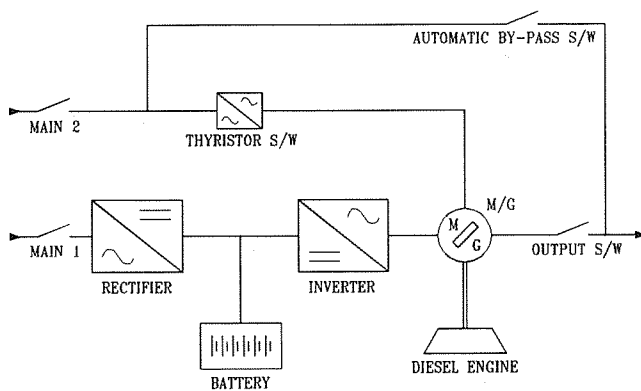 AUTOMATIC BY-PASS S/W
MAIN 2
THYRISTOR S/W
M/G
M
G
MAIN 1
OUTPUT S/W
RECTIFIER
INVERTER
BATTERY
DIESEL ENGINE